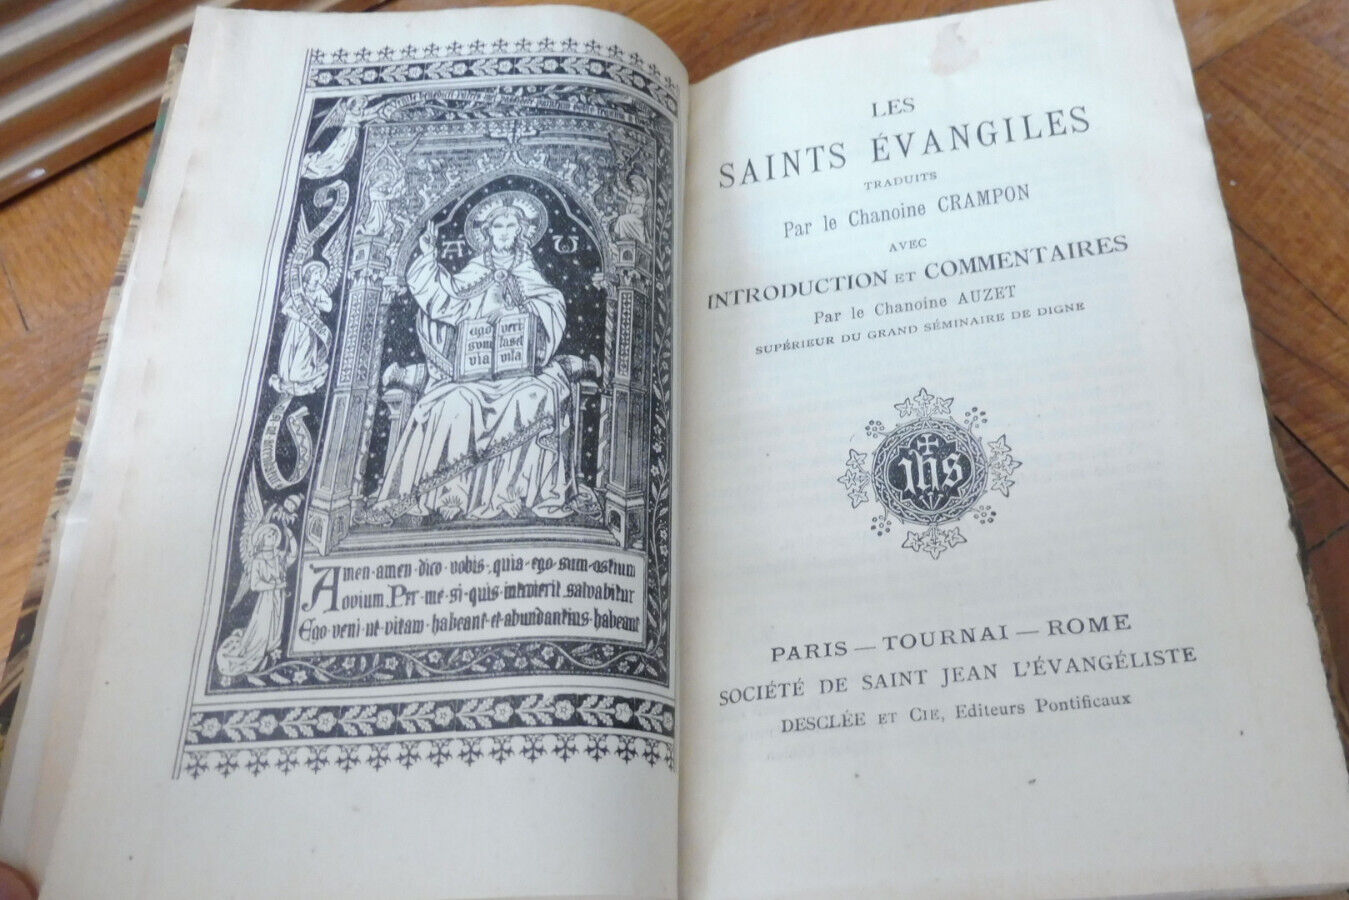 A U
ego veri
sum tas et
via vita
Amen · amen · dico · vobis · quia · ego · sum · ostium
ovium. Per · me · si · quis · introierit · salvabitur
Ego · veni · ut · vitam · habeant · et · abundantius · habeant
LES
SAINTS ÉVANGILES
TRADUITS
Par le Chanoine CRAMPON
AVEC
INTRODUCTION ET COMMENTAIRES
Par le Chanoine AUZET
SUPÉRIEUR DU GRAND SÉMINAIRE DE DIGNE
ihs
PARIS — TOURNAI — ROME
SOCIÉTÉ DE SAINT JEAN L'ÉVANGÉLISTE
DESCLÉE ET CIE, Editeurs Pontificaux